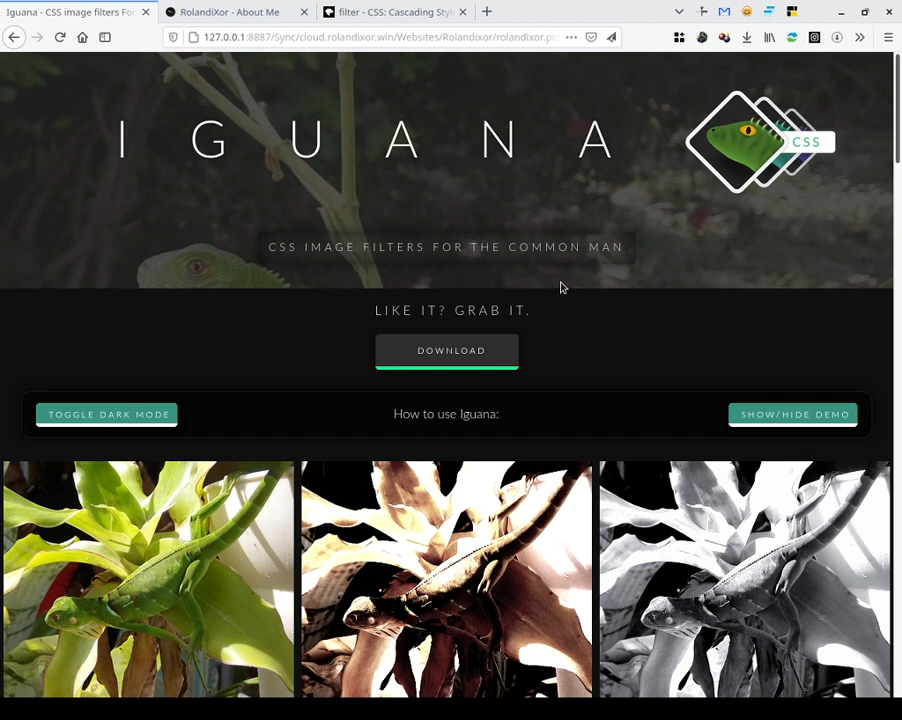 Iguana - CSS image filters For
RolandiXor - About Me
filter - CSS: Cascading Style
127.0.0.1:8887/Sync/cloud.rolandixor.win/Websites/Rolandixor/rolandixor.pr
I G U A N A
CSS
CSS IMAGE FILTERS FOR THE COMMON MAN
LIKE IT? GRAB IT.
DOWNLOAD
TOGGLE DARK MODE
How to use Iguana:
SHOW/HIDE DEMO